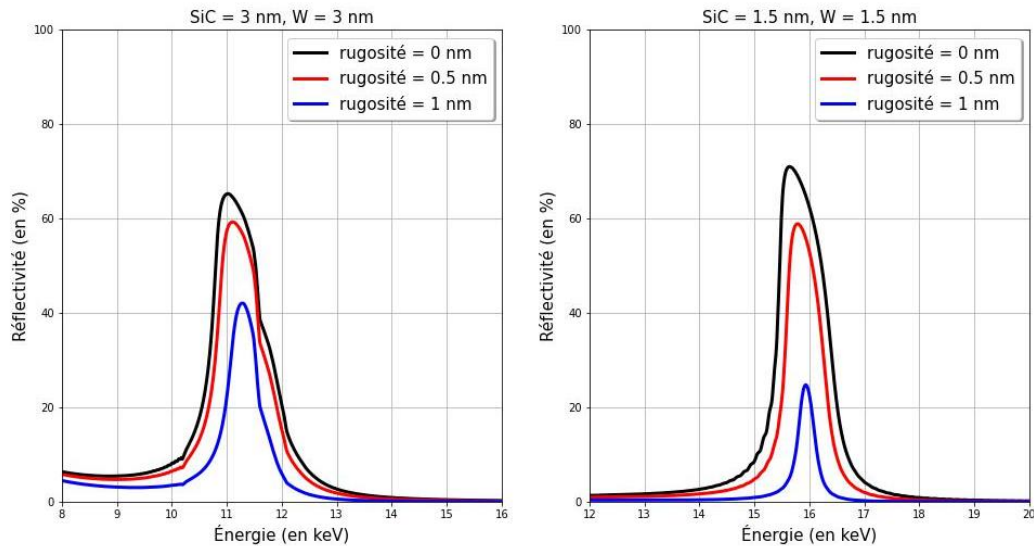 SiC = 3 nm, W = 3 nm
100
80
60
40
20
0
Réflectivité (en %)
rugosité = 0 nm
rugosité = 0.5 nm
rugosité = 1 nm
8 9 10 11 12 13 14 15 16
Énergie (en keV)
SiC = 1.5 nm, W = 1.5 nm
100
80
60
40
20
0
Réflectivité (en %)
rugosité = 0 nm
rugosité = 0.5 nm
rugosité = 1 nm
12 13 14 15 16 17 18 19 20
Énergie (en keV)